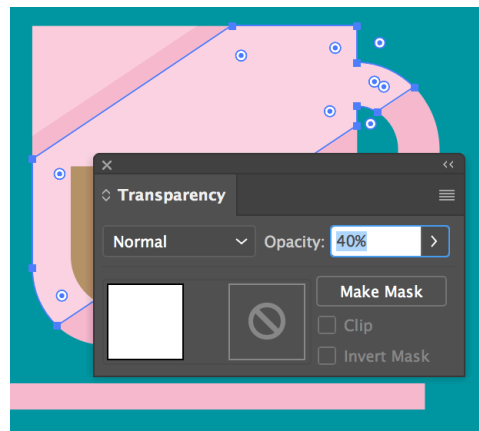 Transparency
Normal Opacity: 40%
Make Mask
Clip
Invert Mask